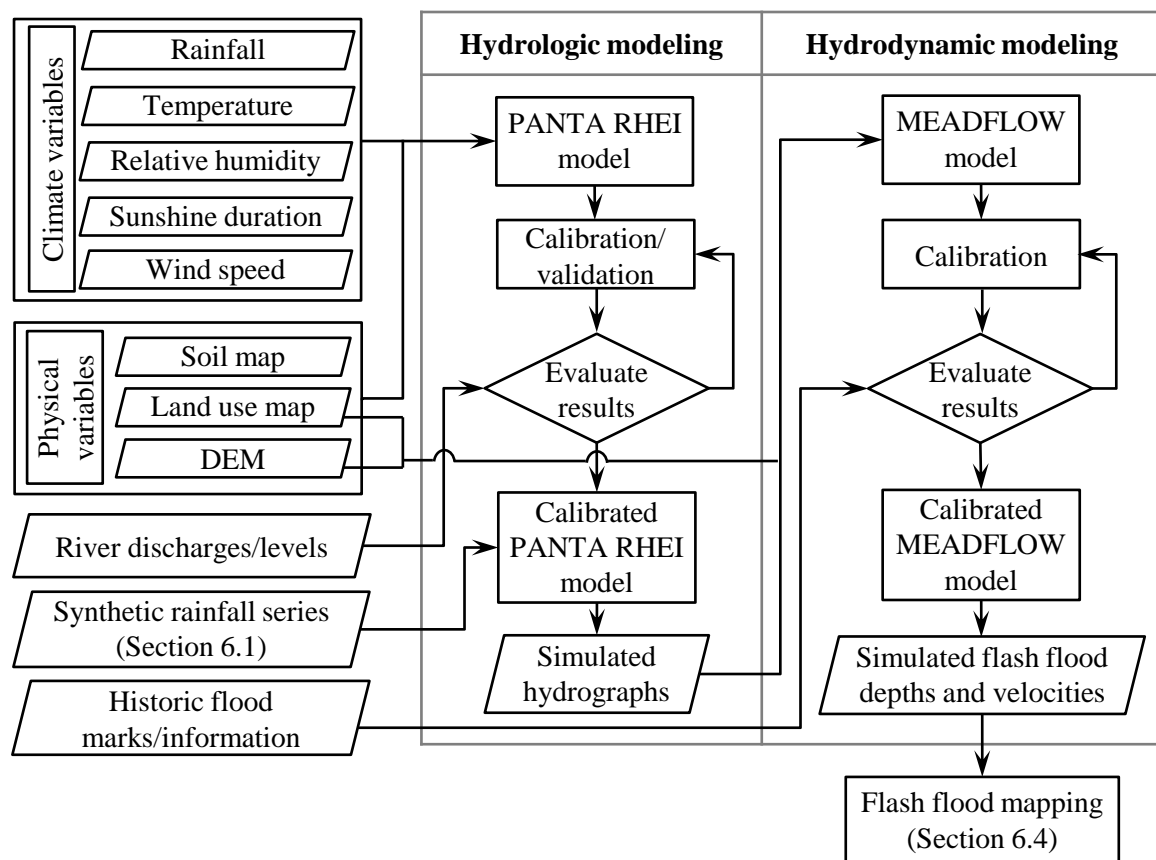 Climate variables
Rainfall
Temperature
Relative humidity
Sunshine duration
Wind speed
Physical
variables
Soil map
Land use map
DEM
River discharges/levels
Synthetic rainfall series
(Section 6.1)
Historic flood
marks/information
Hydrologic modeling
PANTA RHEI
model
Calibration/
validation
Evaluate
results
Calibrated
PANTA RHEI
model
Simulated
hydrographs
Hydrodynamic modeling
MEADFLOW
model
Calibration
Evaluate
results
Calibrated
MEADFLOW
model
Simulated flash flood
depths and velocities
Flash flood mapping
(Section 6.4)